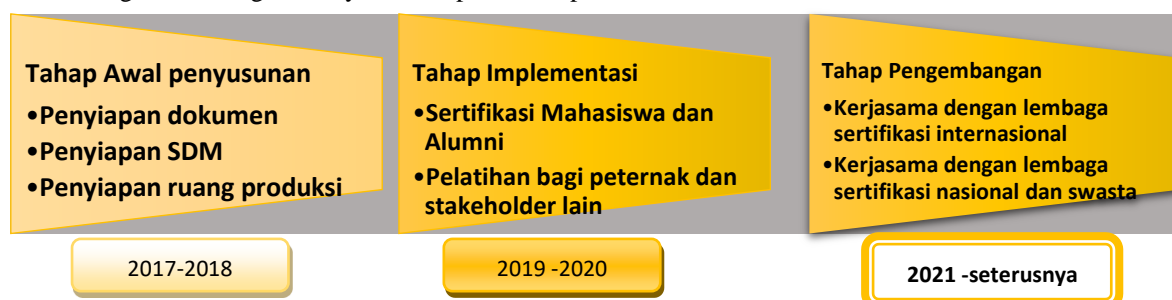 Tahap Awal penyusunan
•Penyiapan dokumen
•Penyiapan SDM
•Penyiapan ruang produksi
2017-2018
Tahap Implementasi
•Sertifikasi Mahasiswa dan
Alumni
•Pelatihan bagi peternak dan
stakeholder lain
2019 -2020
Tahap Pengembangan
•Kerjasama dengan lembaga
sertifikasi internasional
•Kerjasama dengan lembaga
sertifikasi nasional dan swasta
2021 -seterusnya